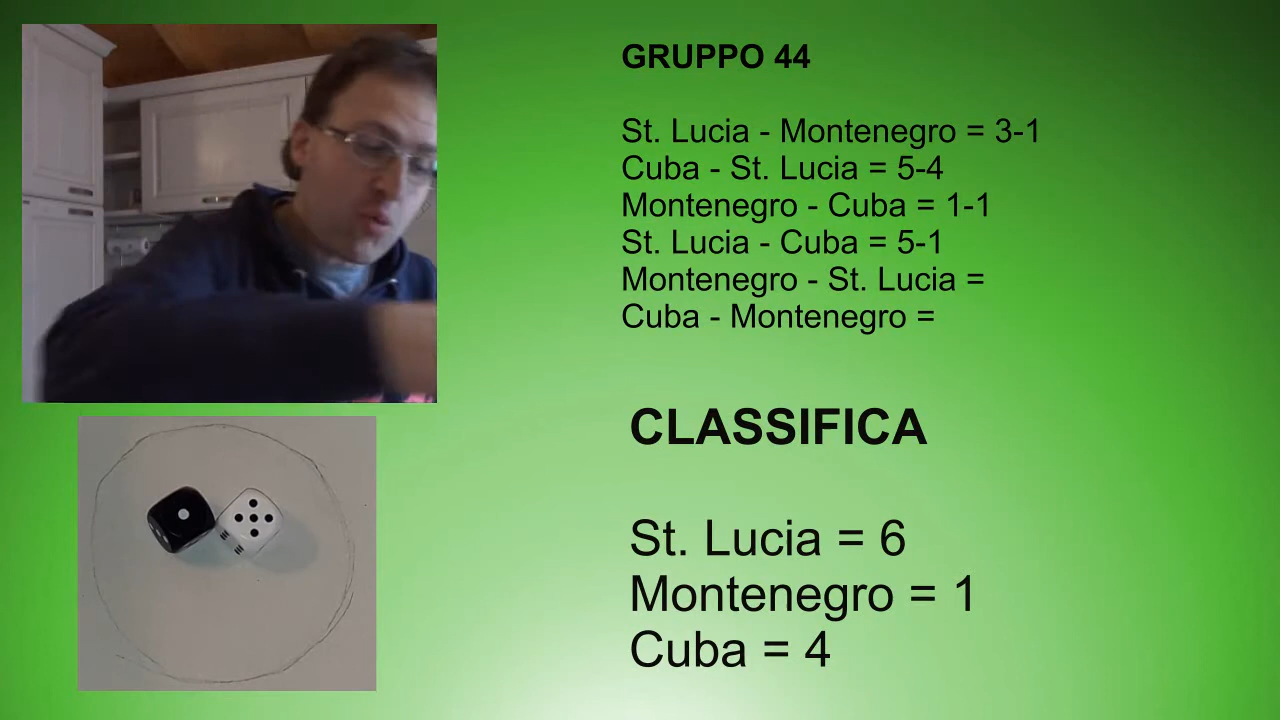 GRUPPO 44
St. Lucia - Montenegro = 3-1
Cuba - St. Lucia = 5-4
Montenegro - Cuba = 1-1
St. Lucia - Cuba = 5-1
Montenegro - St. Lucia =
Cuba - Montenegro =
CLASSIFICA
St. Lucia = 6
Montenegro = 1
Cuba = 4